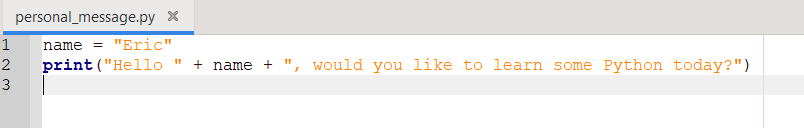 personal_message.py ✕
1 name = "Eric"
2 print("Hello " + name + ", would you like to learn some Python today?")
3